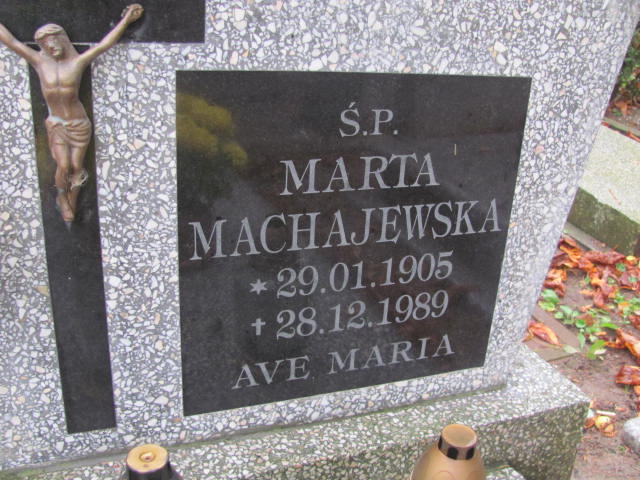 Ś.P.
MARTA
MACHAJEWSKA
* 29.01.1905
✝ 28.12.1989
AVE MARIA